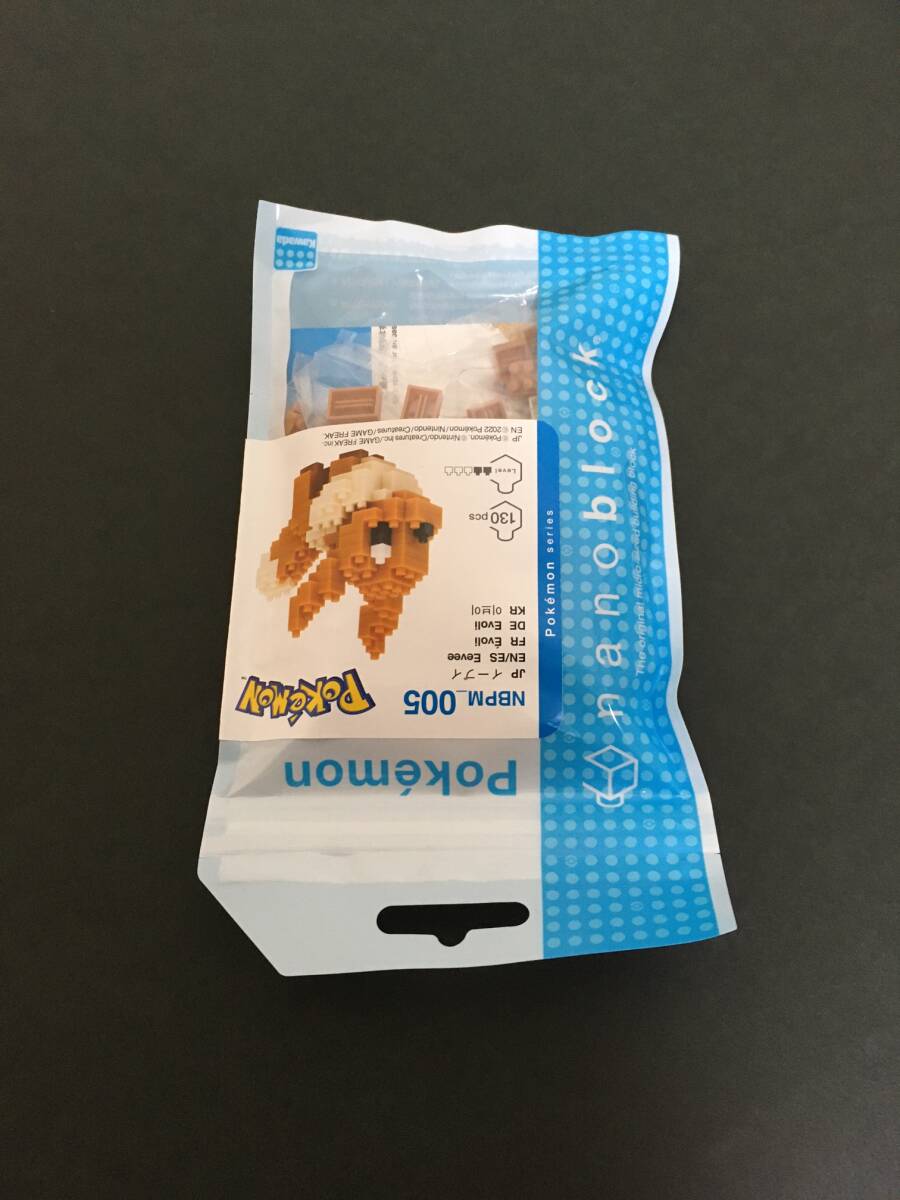 Pokémon
nanoblock
The original micro-sized building block
Pokémon series
NBPM_005
POKéMON
™
JP イーブイ
EN/ES Eevee
FR Évoli
DE Evoli
KR 이브이
130 pcs
Level
JP ©Pokémon. ©Nintendo/Creatures Inc./GAME FREAK inc.
EN © 2022 Pokémon/Nintendo/Creatures/GAME FREAK.
Kawada